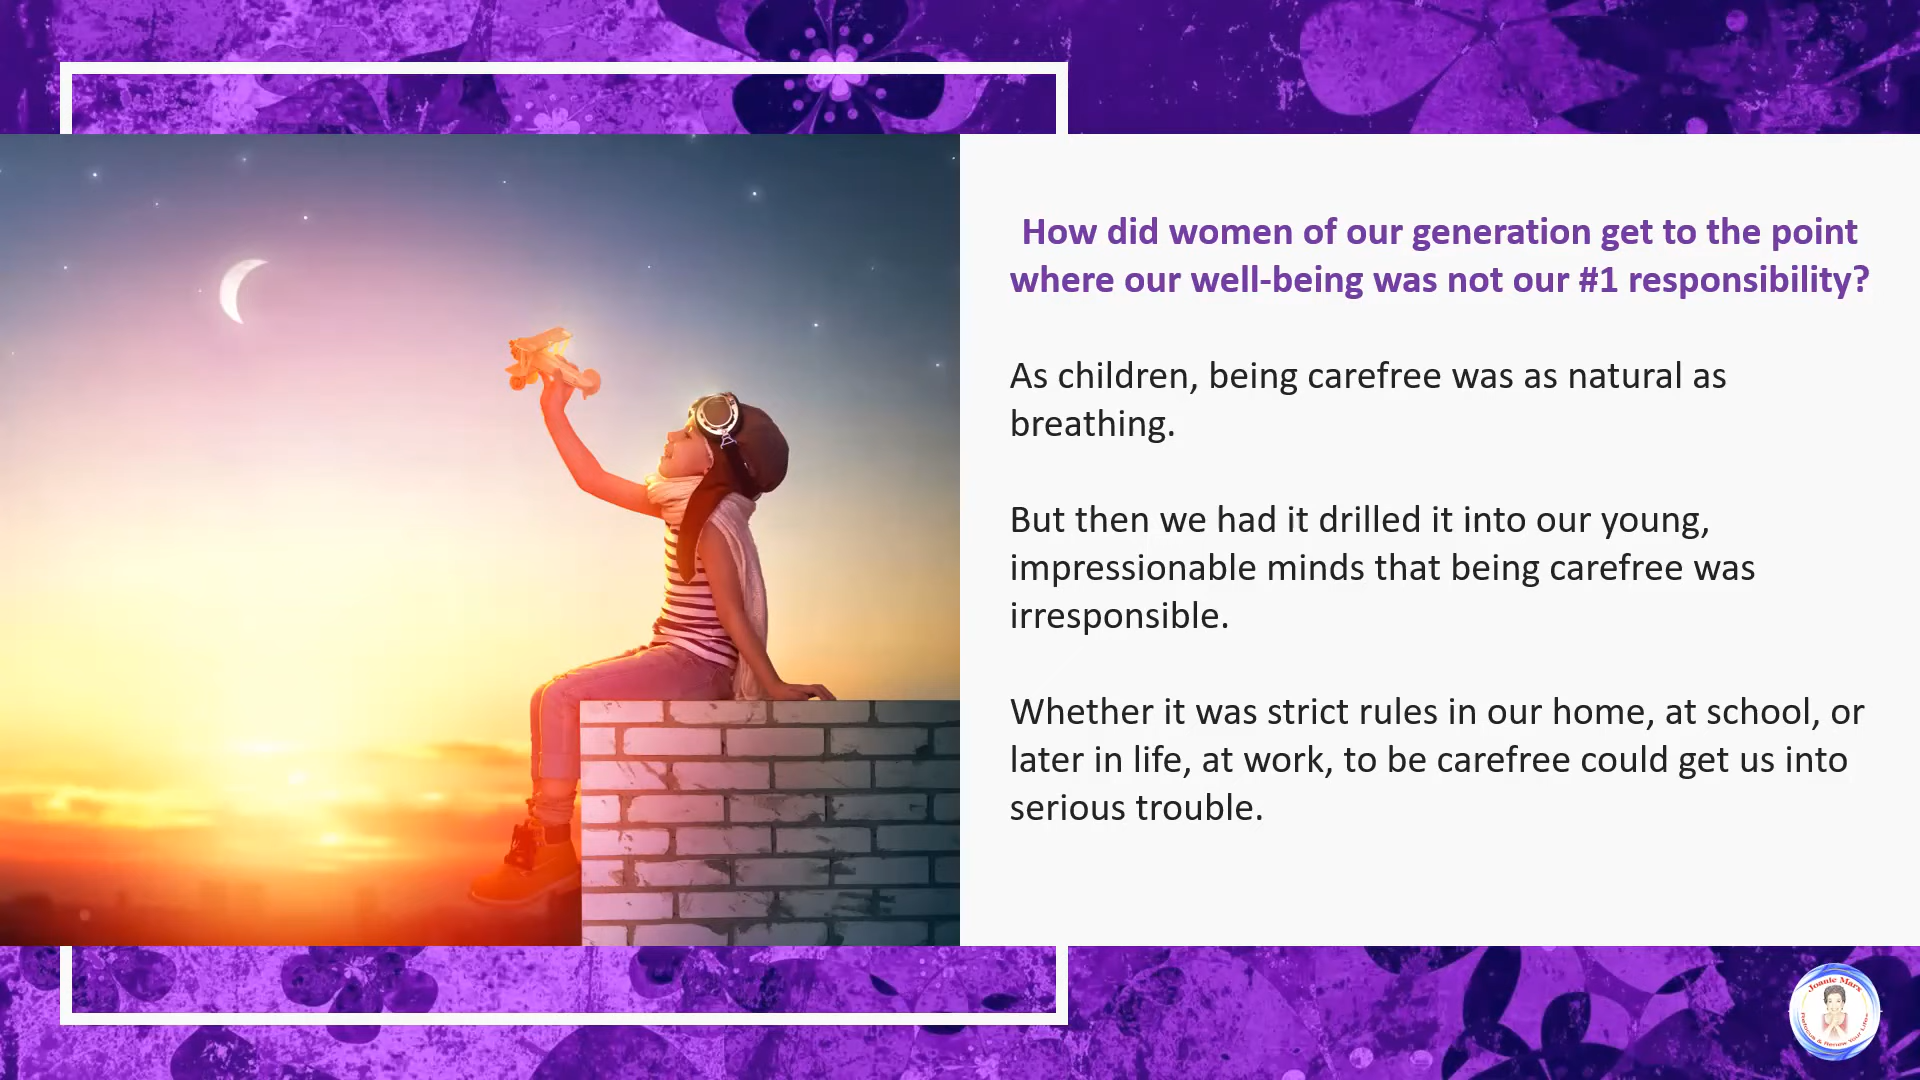 How did women of our generation get to the point
where our well-being was not our #1 responsibility?
As children, being carefree was as natural as
breathing.
But then we had it drilled it into our young,
impressionable minds that being carefree was
irresponsible.
Whether it was strict rules in our home, at school, or
later in life, at work, to be carefree could get us into
serious trouble.
Joanie Marx